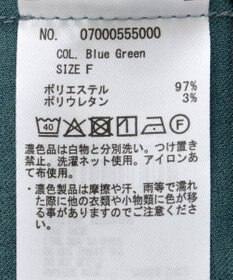 NO. 07000555000
COL. Blue Green
SIZE F
ポリエステル 97%
ポリウレタン 3%
40 F
濃色品は白物と分別洗い。つけ置き
禁止。洗濯ネット使用。アイロンあ
て布使用。
・濃色製品は摩擦や汗、雨等で濡れ
た際に他の衣類や小物類に色が移
る事がありますのでご注意下さい。